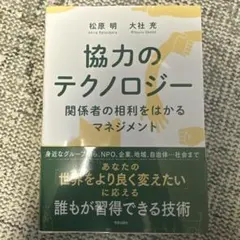 松原 明 大社 充
協力の
テクノロジー
関係者の相利をはかる
マネジメント
身近なグループから、NPO、企業、地域、自治体…社会まで
あなたの
世界をより良く変えたい
に応える
誰もが習得できる技術